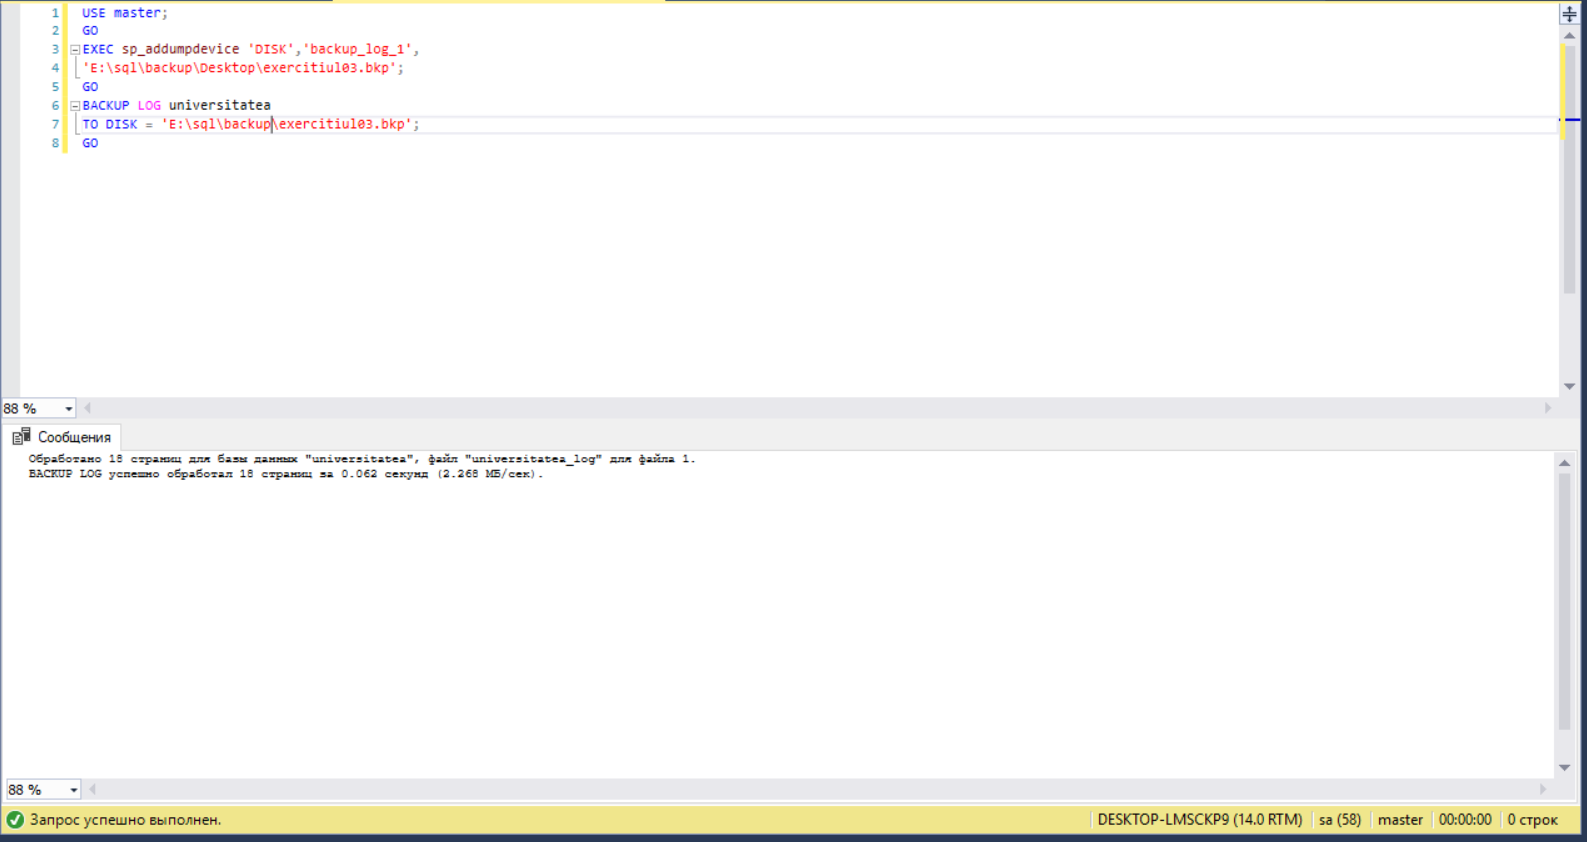 1 USE master;
2 GO
3 EXEC sp_addumpdevice 'DISK','backup_log_1',
4 'E:\sql\backup\Desktop\exercitiul03.bkp';
5 GO
6 BACKUP LOG universitatea
7 TO DISK = 'E:\sql\backup\exercitiul03.bkp';
8 GO
88 %
Сообщения
Обработано 18 страниц для базы данных "universitatea", файл "universitatea_log" для файла 1.
BACKUP LOG успешно обработал 18 страниц за 0.062 секунд (2.268 МБ/сек).
88 %
Запрос успешно выполнен. DESKTOP-LMSCKP9 (14.0 RTM) sa (58) master 00:00:00 0 строк